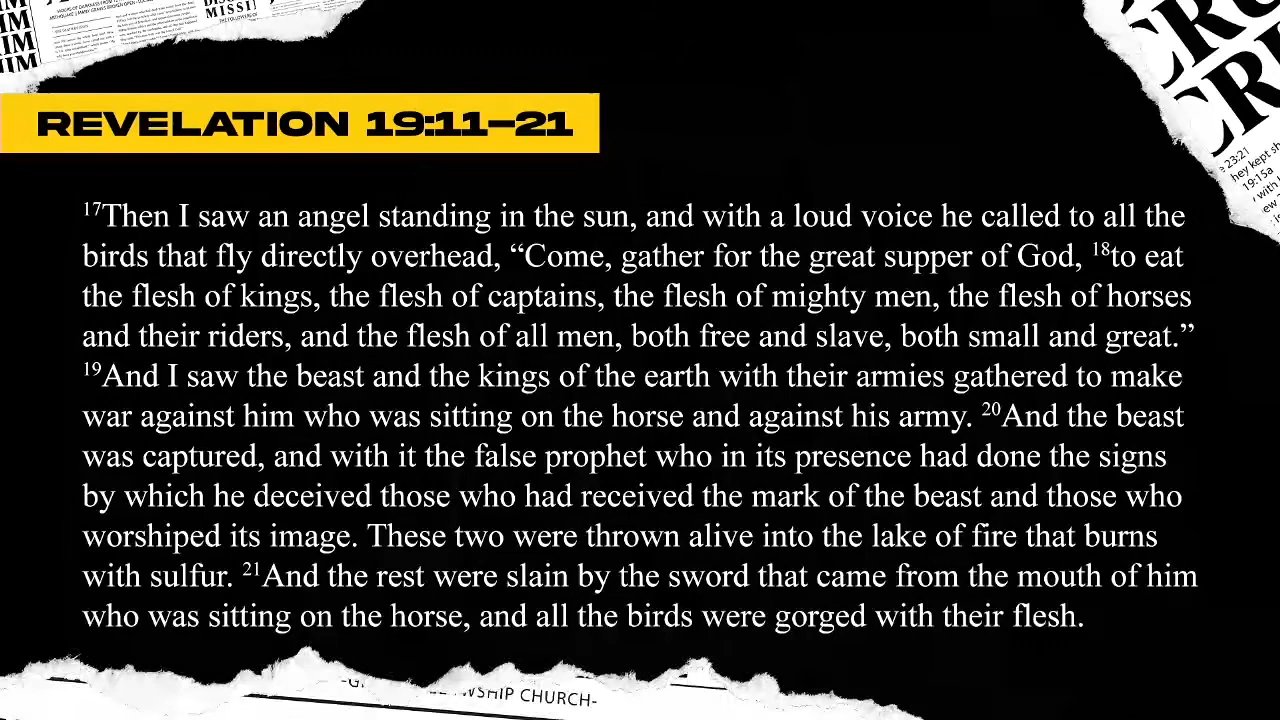 REVELATION 19:11–21
¹⁷Then I saw an angel standing in the sun, and with a loud voice he called to all the
birds that fly directly overhead, “Come, gather for the great supper of God, ¹⁸to eat
the flesh of kings, the flesh of captains, the flesh of mighty men, the flesh of horses
and their riders, and the flesh of all men, both free and slave, both small and great.”
¹⁹And I saw the beast and the kings of the earth with their armies gathered to make
war against him who was sitting on the horse and against his army. ²⁰And the beast
was captured, and with it the false prophet who in its presence had done the signs
by which he deceived those who had received the mark of the beast and those who
worshiped its image. These two were thrown alive into the lake of fire that burns
with sulfur. ²¹And the rest were slain by the sword that came from the mouth of him
who was sitting on the horse, and all the birds were gorged with their flesh.
CHURCH-